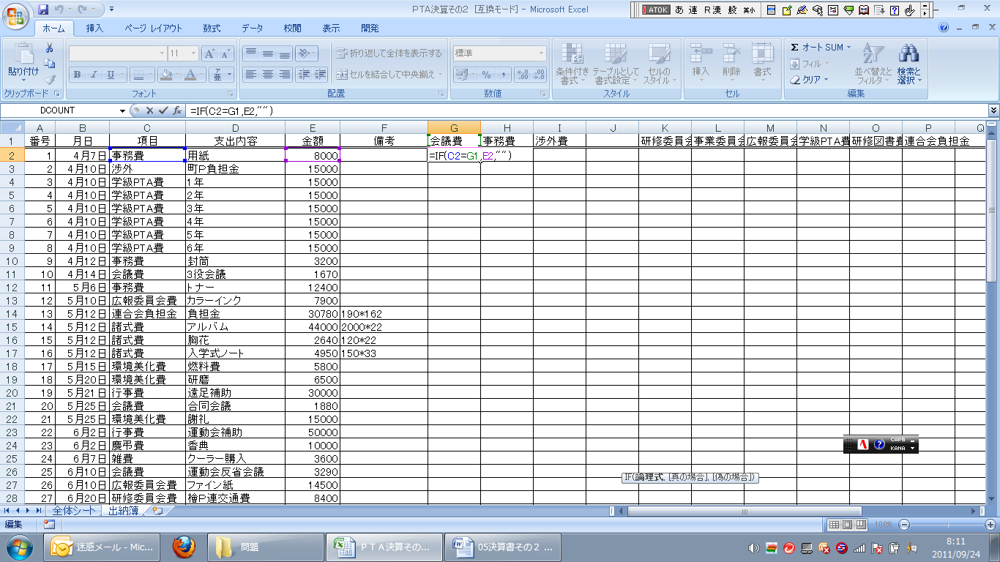 PTA決算その2 [互換モード] - Microsoft Excel
ATOK あ 連 R漢 般 英小
ホーム 挿入 ページ レイアウト 数式 データ 校閲 表示 開発
貼り付け 11 折り返して全体を表示する 標準 条件付き書式 テーブルとして書式設定 セルのスタイル 挿入 削除 書式 Σ オート SUM フィル クリア 並べ替えとフィルタ 検索と選択
B I U 亜 セルを結合して中央揃え % ,
クリップボード フォント 配置 数値 スタイル セル 編集
DCOUNT =IF(C2=G1,E2,"")
A B C D E F G H I J K L M N O P Q
1 番号 月日 項目 支出内容 金額 備考 会議費 事務費 渉外費 研修委員会 事業委員会 広報委員会 学級PTA費 研修図書費 連合会負担金
2 1 4月7日 事務費 用紙 8000 =IF(C2=G1,E2,"")
3 2 4月10日 渉外 町P負担金 15000
4 3 4月10日 学級PTA費 1年 15000
5 4 4月10日 学級PTA費 2年 15000
6 5 4月10日 学級PTA費 3年 15000
7 6 4月10日 学級PTA費 4年 15000
8 7 4月10日 学級PTA費 5年 15000
9 8 4月10日 学級PTA費 6年 15000
10 9 4月12日 事務費 封筒 3200
11 10 4月14日 会議費 3役会議 1670
12 11 5月6日 事務費 トナー 12400
13 12 5月10日 広報委員会費 カラーインク 7900
14 13 5月12日 連合会負担金 負担金 30780 190*162
15 14 5月12日 諸式費 アルバム 44000 2000*22
16 15 5月12日 諸式費 胸花 2640 120*22
17 16 5月12日 諸式費 入学式ノート 4950 150*33
18 17 5月15日 環境美化費 燃料費 5800
19 18 5月20日 環境美化費 研磨 6500
20 19 5月21日 行事費 遠足補助 30000
21 20 5月25日 会議費 合同会議 1880
22 21 5月25日 環境美化費 謝礼 15000
23 22 6月2日 行事費 運動会補助 50000
24 23 6月2日 慶弔費 香典 10000
25 24 6月7日 雑費 クーラー購入 3600
26 25 6月10日 会議費 運動会反省会議 3290
27 26 6月10日 広報委員会費 ファイン紙 14500
28 27 6月20日 研修委員会費 檜P連交通費 8400
A ? CAPS KANA
IF(論理式, [真の場合], [偽の場合])
全体シート 出納簿
編集 100%
迷惑メール - Mic... 問題 PTA決算その... 05決算書その2 ... 8:11
2011/09/24